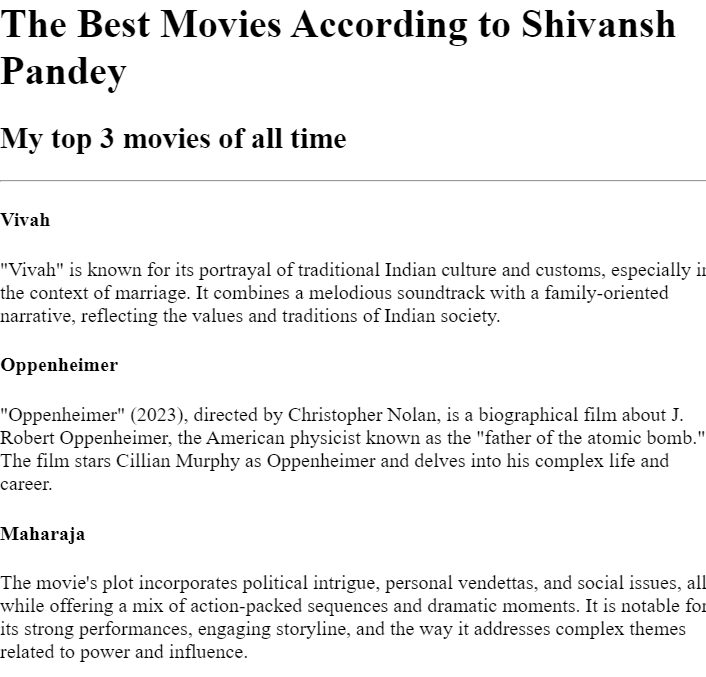 The Best Movies According to Shivansh
Pandey
My top 3 movies of all time
Vivah
"Vivah" is known for its portrayal of traditional Indian culture and customs, especially in
the context of marriage. It combines a melodious soundtrack with a family-oriented
narrative, reflecting the values and traditions of Indian society.
Oppenheimer
"Oppenheimer" (2023), directed by Christopher Nolan, is a biographical film about J.
Robert Oppenheimer, the American physicist known as the "father of the atomic bomb."
The film stars Cillian Murphy as Oppenheimer and delves into his complex life and
career.
Maharaja
The movie's plot incorporates political intrigue, personal vendettas, and social issues, all
while offering a mix of action-packed sequences and dramatic moments. It is notable for
its strong performances, engaging storyline, and the way it addresses complex themes
related to power and influence.